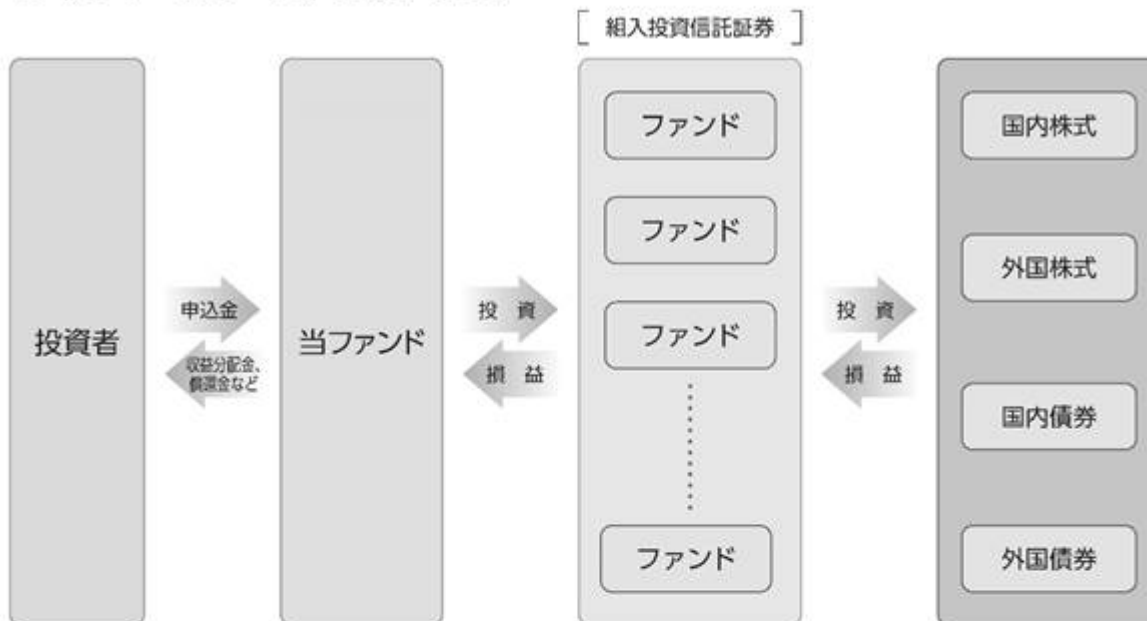 [ 組入投資信託証券 ]
投資者
申込金
収益分配金、
償還金など
当ファンド
投 資
損 益
ファンド
ファンド
ファンド
ファンド
投 資
損 益
国内株式
外国株式
国内債券
外国債券